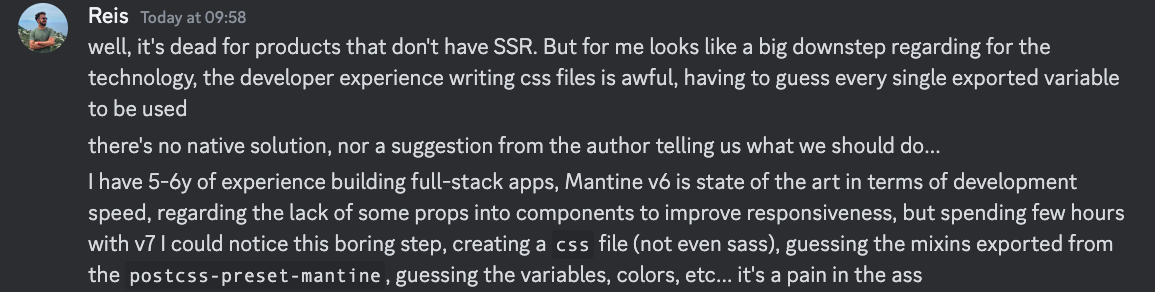 Reis Today at 09:58
well, it's dead for products that don't have SSR. But for me looks like a big downstep regarding for the
technology, the developer experience writing css files is awful, having to guess every single exported variable
to be used
there's no native solution, nor a suggestion from the author telling us what we should do...
I have 5-6y of experience building full-stack apps, Mantine v6 is state of the art in terms of development
speed, regarding the lack of some props into components to improve responsiveness, but spending few hours
with v7 I could notice this boring step, creating a css file (not even sass), guessing the mixins exported from
the postcss-preset-mantine, guessing the variables, colors, etc... it's a pain in the ass